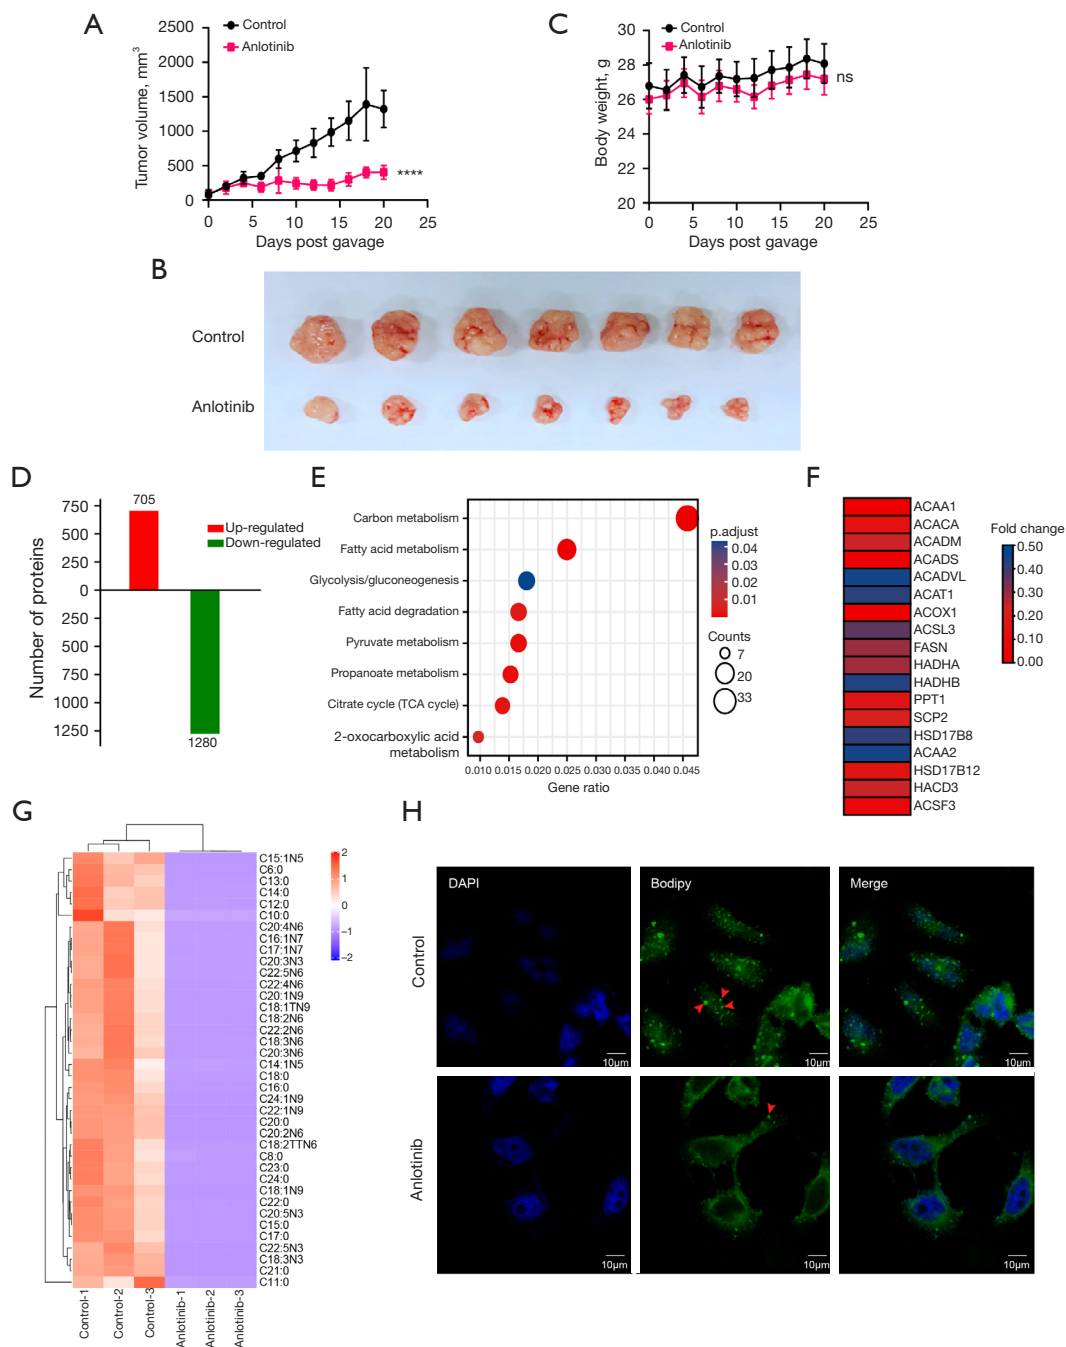 A
Tumor volume, mm³
2500
2000
1500
1000
500
0
0 5 10 15 20 25
Days post gavage
Control
Anlotinib
****
C
Body weight, g
30
28
26
24
22
20
0 5 10 15 20 25
Days post gavage
Control
Anlotinib
ns
B
Control
Anlotinib
D
Number of proteins
750
500
250
0
250
500
750
1000
1250
705
1280
Up-regulated
Down-regulated
E
Carbon metabolism
Fatty acid metabolism
Glycolysis/gluconeogenesis
Fatty acid degradation
Pyruvate metabolism
Propanoate metabolism
Citrate cycle (TCA cycle)
2-oxocarboxylic acid
metabolism
0.010 0.015 0.020 0.025 0.030 0.035 0.040 0.045
Gene ratio
p.adjust
0.04
0.03
0.02
0.01
Counts
7
20
33
F
ACAA1
ACACA
ACADM
ACADS
ACADVL
ACAT1
ACOX1
ACSL3
FASN
HADHA
HADHB
PPT1
SCP2
HSD17B8
ACAA2
HSD17B12
HACD3
ACSF3
Fold change
0.50
0.40
0.30
0.20
0.10
0.00
G
C15:1N5
C6:0
C13:0
C14:0
C12:0
C10:0
C20:4N6
C16:1N7
C17:1N7
C20:3N3
C22:5N6
C22:4N6
C20:1N9
C18:1TN9
C18:2N6
C22:2N6
C18:3N6
C20:3N6
C14:1N5
C18:0
C16:0
C24:1N9
C22:1N9
C20:0
C20:2N6
C18:2TTN6
C8:0
C23:0
C24:0
C18:1N9
C22:0
C20:5N3
C15:0
C17:0
C22:5N3
C18:3N3
C21:0
C11:0
2
1
0
-1
-2
Control-1
Control-2
Control-3
Anlotinib-1
Anlotinib-2
Anlotinib-3
H
Control
DAPI
10μm
Bodipy
10μm
Merge
10μm
Anlotinib
10μm
10μm
10μm